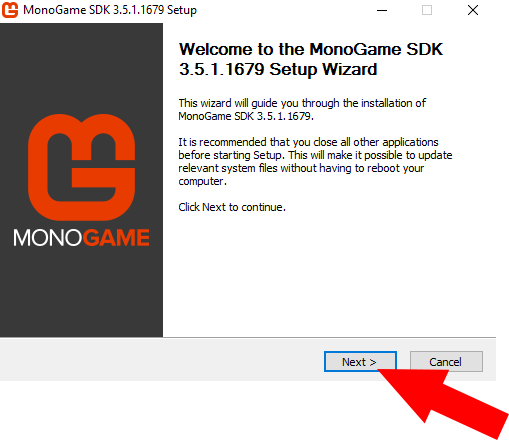 MonoGame SDK 3.5.1.1679 Setup
Welcome to the MonoGame SDK
3.5.1.1679 Setup Wizard
This wizard will guide you through the installation of
MonoGame SDK 3.5.1.1679.
It is recommended that you close all other applications
before starting Setup. This will make it possible to update
relevant system files without having to reboot your
computer.
Click Next to continue.
MONOGAME
Next >
Cancel